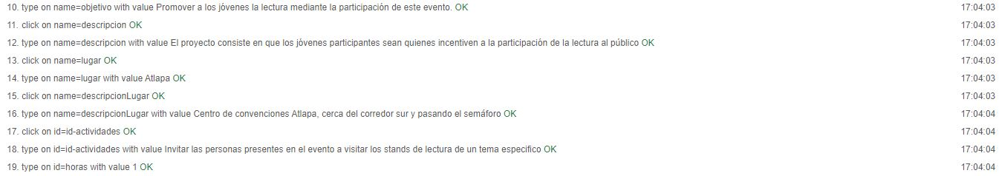 10. type on name=objetivo with value Promover a los jóvenes la lectura mediante la participación de este evento. OK 17:04:03
11. click on name=descripcion OK 17:04:03
12. type on name=descripcion with value El proyecto consiste en que los jóvenes participantes sean quienes incentiven a la participación de la lectura al público OK 17:04:03
13. click on name=lugar OK 17:04:03
14. type on name=lugar with value Atlapa OK 17:04:03
15. click on name=descripcionLugar OK 17:04:03
16. type on name=descripcionLugar with value Centro de convenciones Atlapa, cerca del corredor sur y pasando el semáforo OK 17:04:04
17. click on id=id-actividades OK 17:04:04
18. type on id=id-actividades with value Invitar las personas presentes en el evento a visitar los stands de lectura de un tema especifico OK 17:04:04
19. type on id=horas with value 1 OK 17:04:04